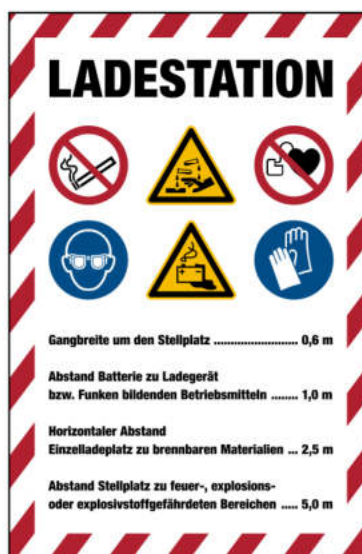 LADESTATION
Gangbreite um den Stellplatz ......................... 0,6 m
Abstand Batterie zu Ladegerät
bzw. Funken bildenden Betriebsmitteln ........ 1,0 m
Horizontaler Abstand
Einzelladeplatz zu brennbaren Materialien ... 2,5 m
Abstand Stellplatz zu feuer-, explosions-
oder explosivstoffgefährdeten Bereichen ..... 5,0 m